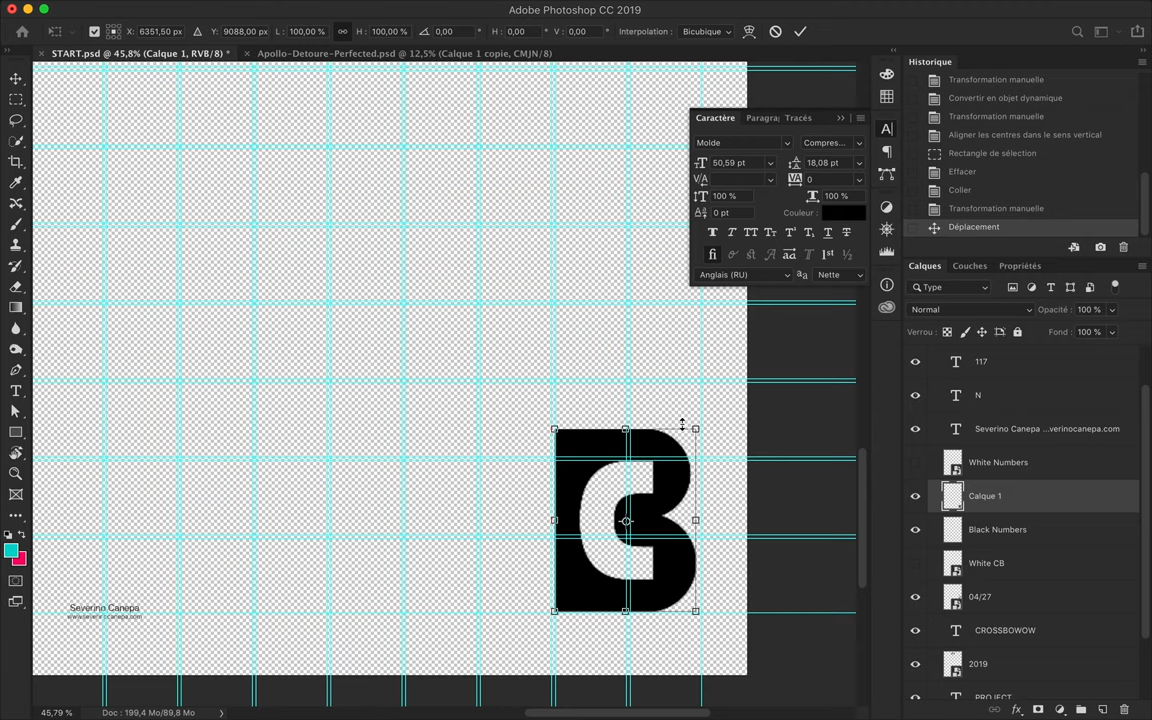 Adobe Photoshop CC 2019
X: 6351,50 px Y: 9088,00 px L: 100,00 % H: 100,00 % 0,00 H: 0,00 V: 0,00 Interpolation : Bicubique
START.psd @ 45,8% (Calque 1, RVB/8) * Apollo-Detoure-Perfected.psd @ 12,5% (Calque 1 copie, CMJN/8)
Historique
Transformation manuelle
Convertir en objet dynamique
Transformation manuelle
Aligner les centres dans le sens vertical
Rectangle de sélection
Effacer
Coller
Transformation manuelle
Déplacement
Caractère Paragra Tracés
Molde Compres...
50,59 pt 18,08 pt
0
100 % 100 %
0 pt Couleur :
Anglais (RU) Nette
Calques Couches Propriétés
Type
Normal Opacité : 100 %
Verrou : Fond : 100 %
117
N
Severino Canepa ...verinocanepa.com
White Numbers
Calque 1
Black Numbers
White CB
04/27
CROSSBOWOW
2019
PROJECT
Severino Canepa
www.severinocanepa.com
45,79 % Doc : 199,4 Mo/89,8 Mo